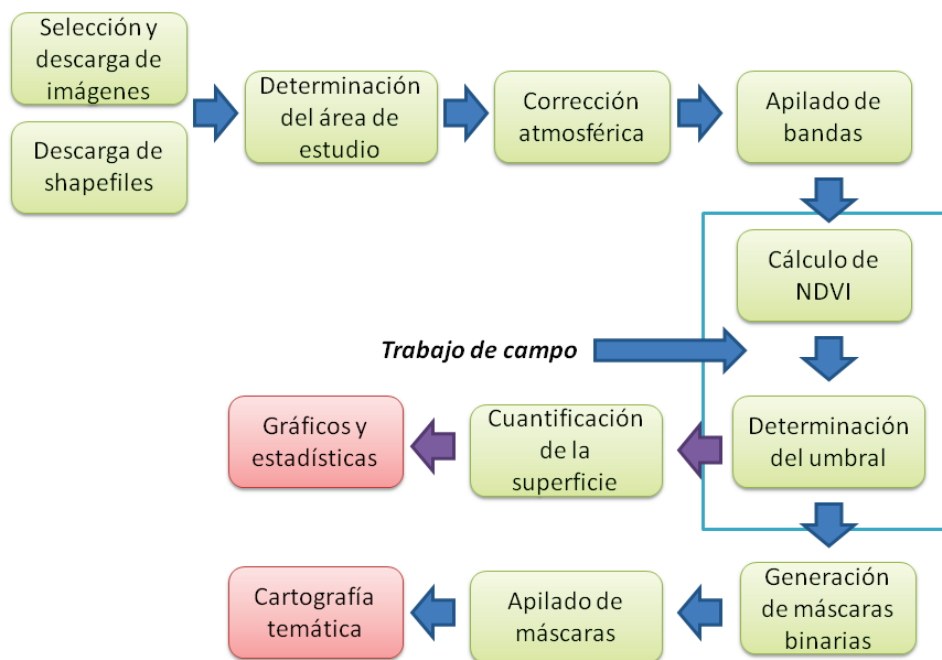 Selección y
descarga de
imágenes
Descarga de
shapefiles
Determinación
del área de
estudio
Corrección
atmosférica
Apilado de
bandas
Cálculo de
NDVI
Trabajo de campo
Determinación
del umbral
Cuantificación
de la
superficie
Gráficos y
estadísticas
Generación
de máscaras
binarias
Apilado de
máscaras
Cartografía
temática